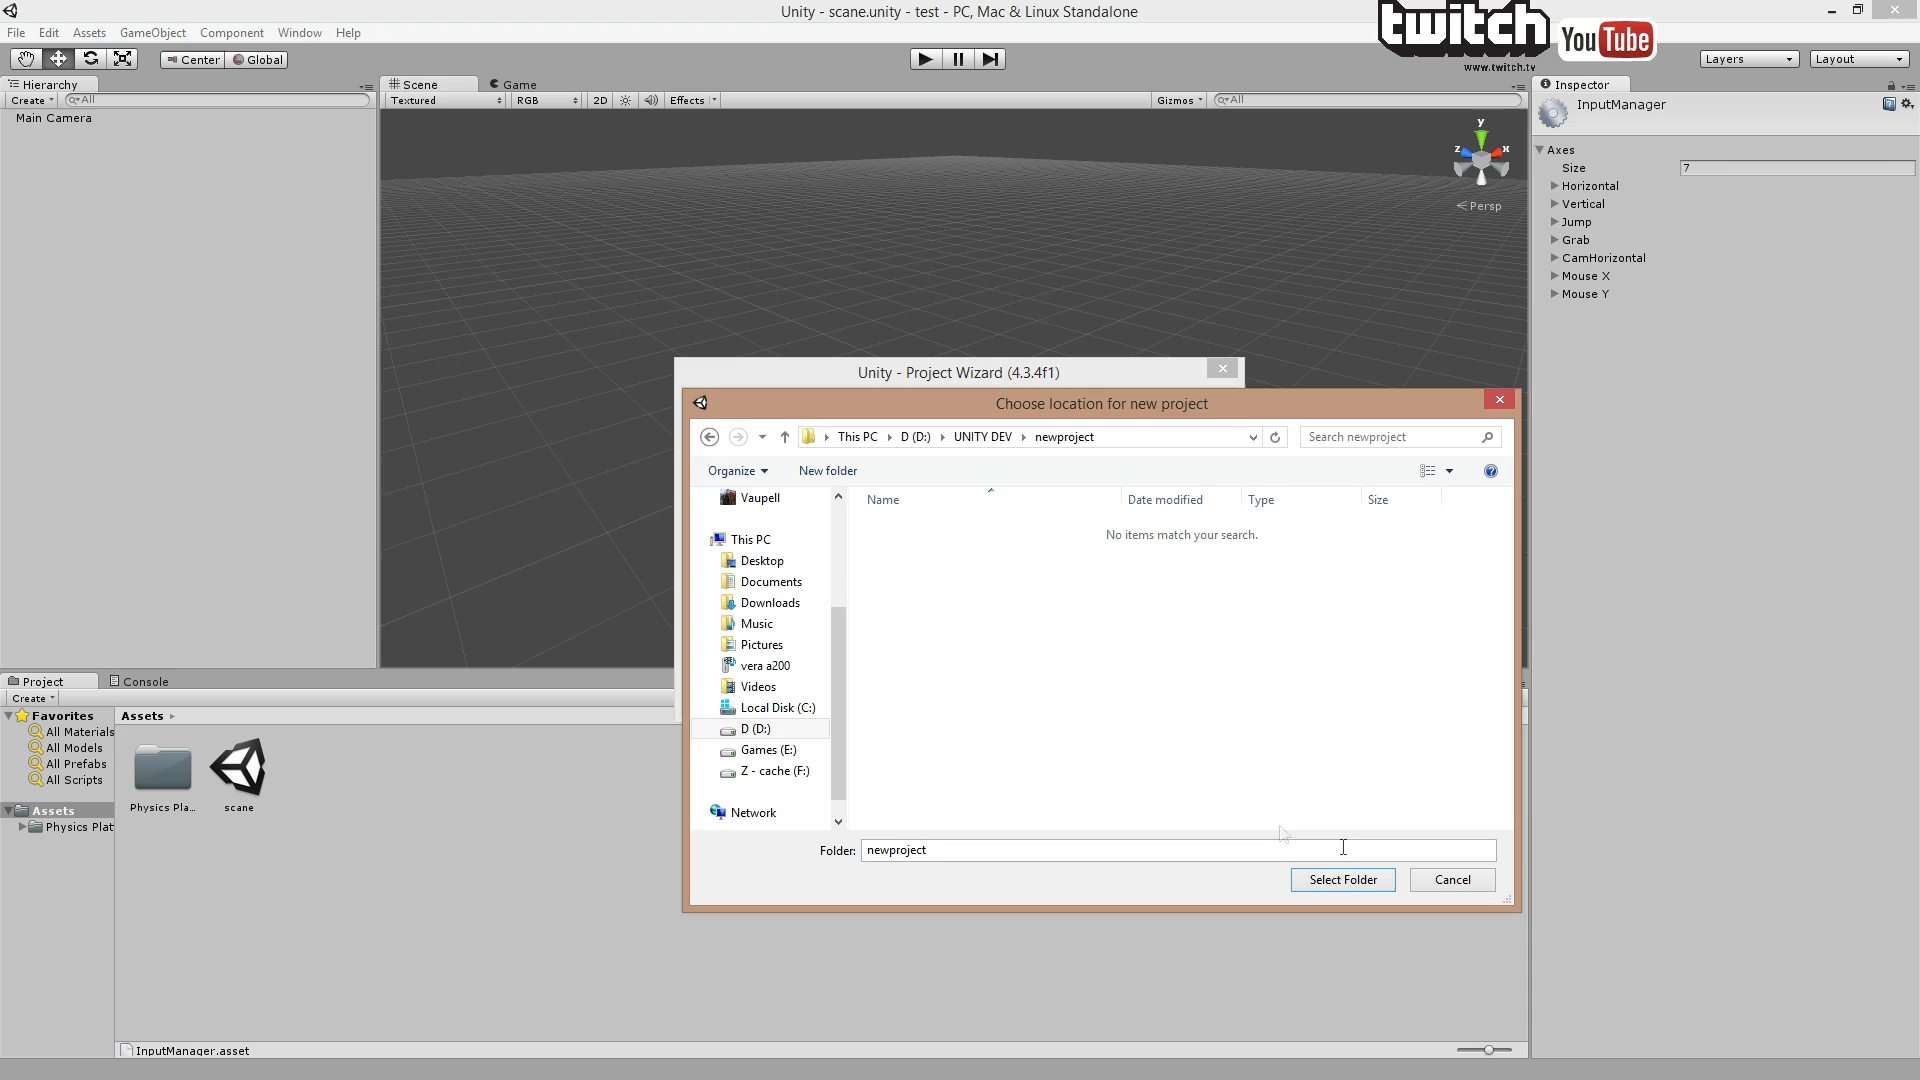 Unity - scane.unity - test - PC, Mac & Linux Standalone
File Edit Assets GameObject Component Window Help
twitch
www.twitch.tv
You Tube
Center Global
Layers Layout
Hierarchy
Create All
Main Camera
Scene Game
Textured RGB 2D Effects Gizmos All
y
z x
Persp
Inspector
InputManager
Axes
Size 7
Horizontal
Vertical
Jump
Grab
CamHorizontal
Mouse X
Mouse Y
Unity - Project Wizard (4.3.4f1)
Choose location for new project
This PC D (D:) UNITY DEV newproject
Search newproject
Organize New folder
Name Date modified Type Size
No items match your search.
Vaupell
This PC
Desktop
Documents
Downloads
Music
Pictures
vera a200
Videos
Local Disk (C:)
D (D:)
Games (E:)
Z - cache (F:)
Network
Folder: newproject
Select Folder Cancel
Project Console
Create
Favorites
All Materials
All Models
All Prefabs
All Scripts
Assets
Physics Plat
Assets
Physics Pla...
scane
InputManager.asset